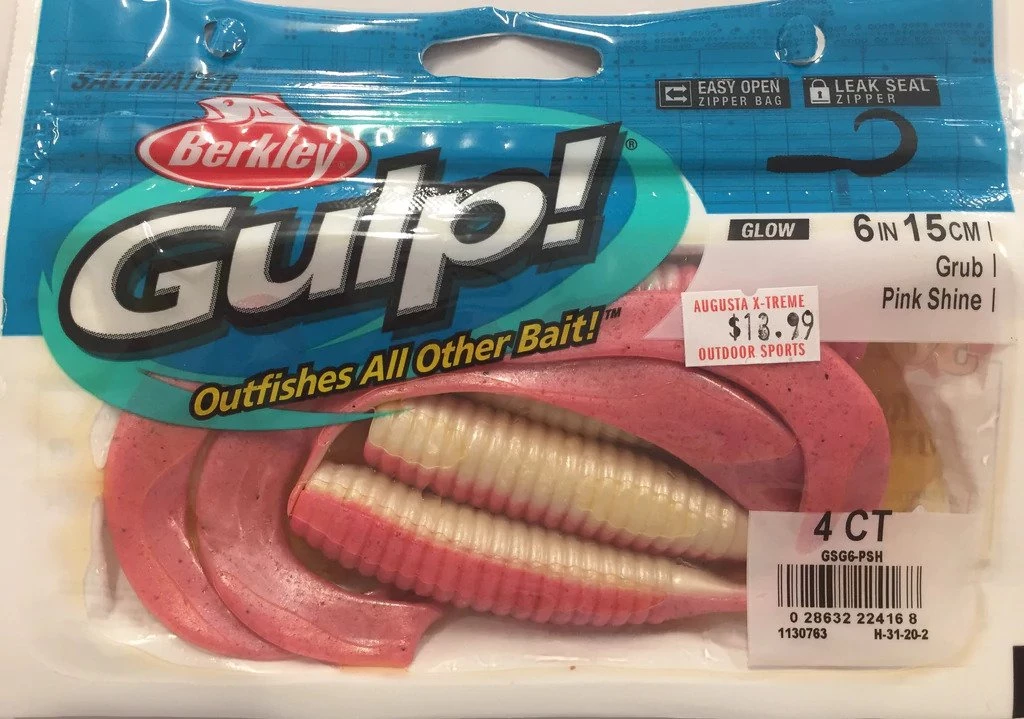 SALTWATER
EASY OPEN
ZIPPER BAG
LEAK SEAL
ZIPPER
Berkley®
Gulp!®
Outfishes All Other Bait!™
GLOW
6 IN 15 CM
Grub
Pink Shine
AUGUSTA X-TREME
$13.99
OUTDOOR SPORTS
4 CT
GSG6-PSH
0 28632 22416 8
1130763 H-31-20-2